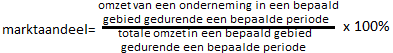 omzet van een onderneming in een bepaald
gebied gedurende een bepaalde periode
marktaandeel= x 100%
totale omzet in een bepaald gebied
gedurende een bepaalde periode